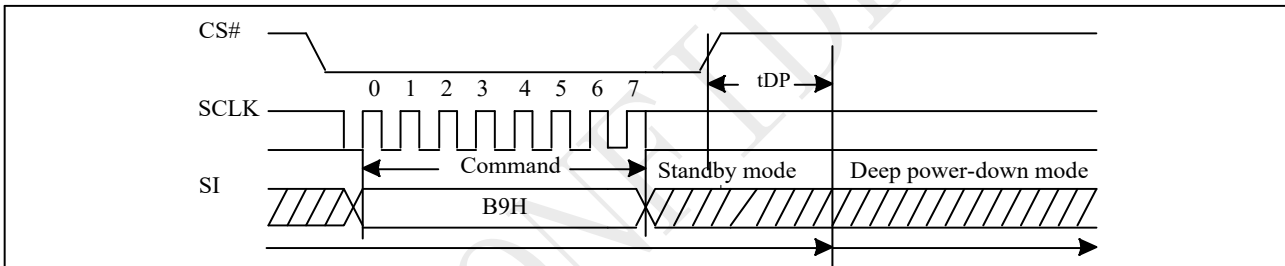 CS#
tDP
0 1 2 3 4 5 6 7
SCLK
Command
Standby mode
Deep power-down mode
SI
B9H